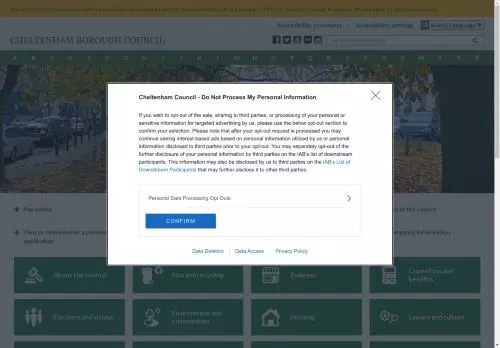 Accessibility statement
Accessibility settings
Select Language
CHELTENHAM BOROUGH COUNCIL
Cheltenham Council - Do Not Process My Personal Information
If you wish to opt-out of the sale, sharing to third parties, or processing of your personal or
sensitive information for targeted advertising by us, please use the below opt-out section to
confirm your selection. Please note that after your opt-out request is processed you may
continue seeing interest-based ads based on personal information utilized by us or personal
information disclosed to third parties prior to your opt-out. You may separately opt-out of the
further disclosure of your personal information by third parties on the IAB's list of downstream
participants. This information may also be disclosed by us to third parties on the IAB's List of
Downstream Participants that may further disclose it to other third parties.
Personal Data Processing Opt Outs
CONFIRM
Data Deletion
Data Access
Privacy Policy
Pay online
View or comment on a planning
application
at the council
emergency information
About the council
Bins and recycling
Business
Council tax and
benefits
Elections and voting
Environment and
communities
Housing
Leisure and culture